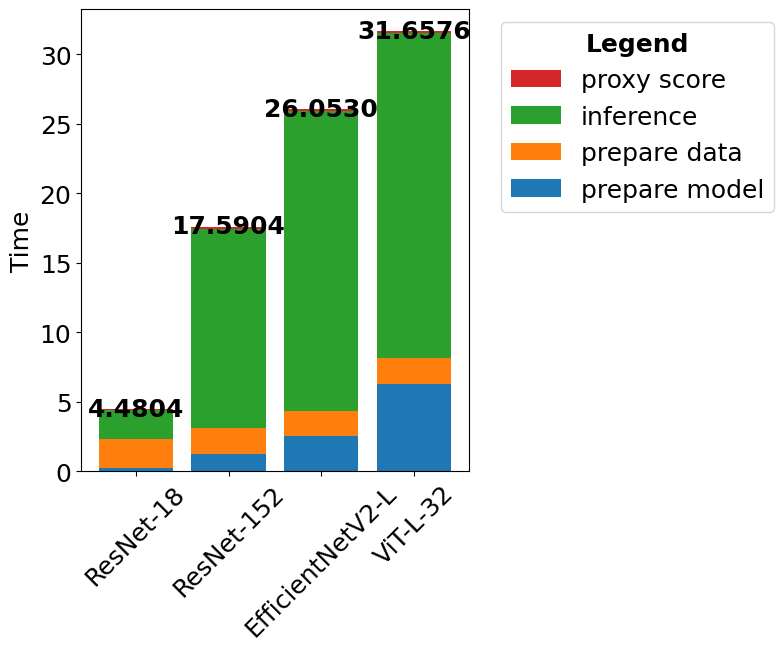 Time
30
25
20
15
10
5
0
4.4804
17.5904
26.0530
31.6576
ResNet-18
ResNet-152
EfficientNetV2-L
ViT-L-32
Legend
proxy score
inference
prepare data
prepare model